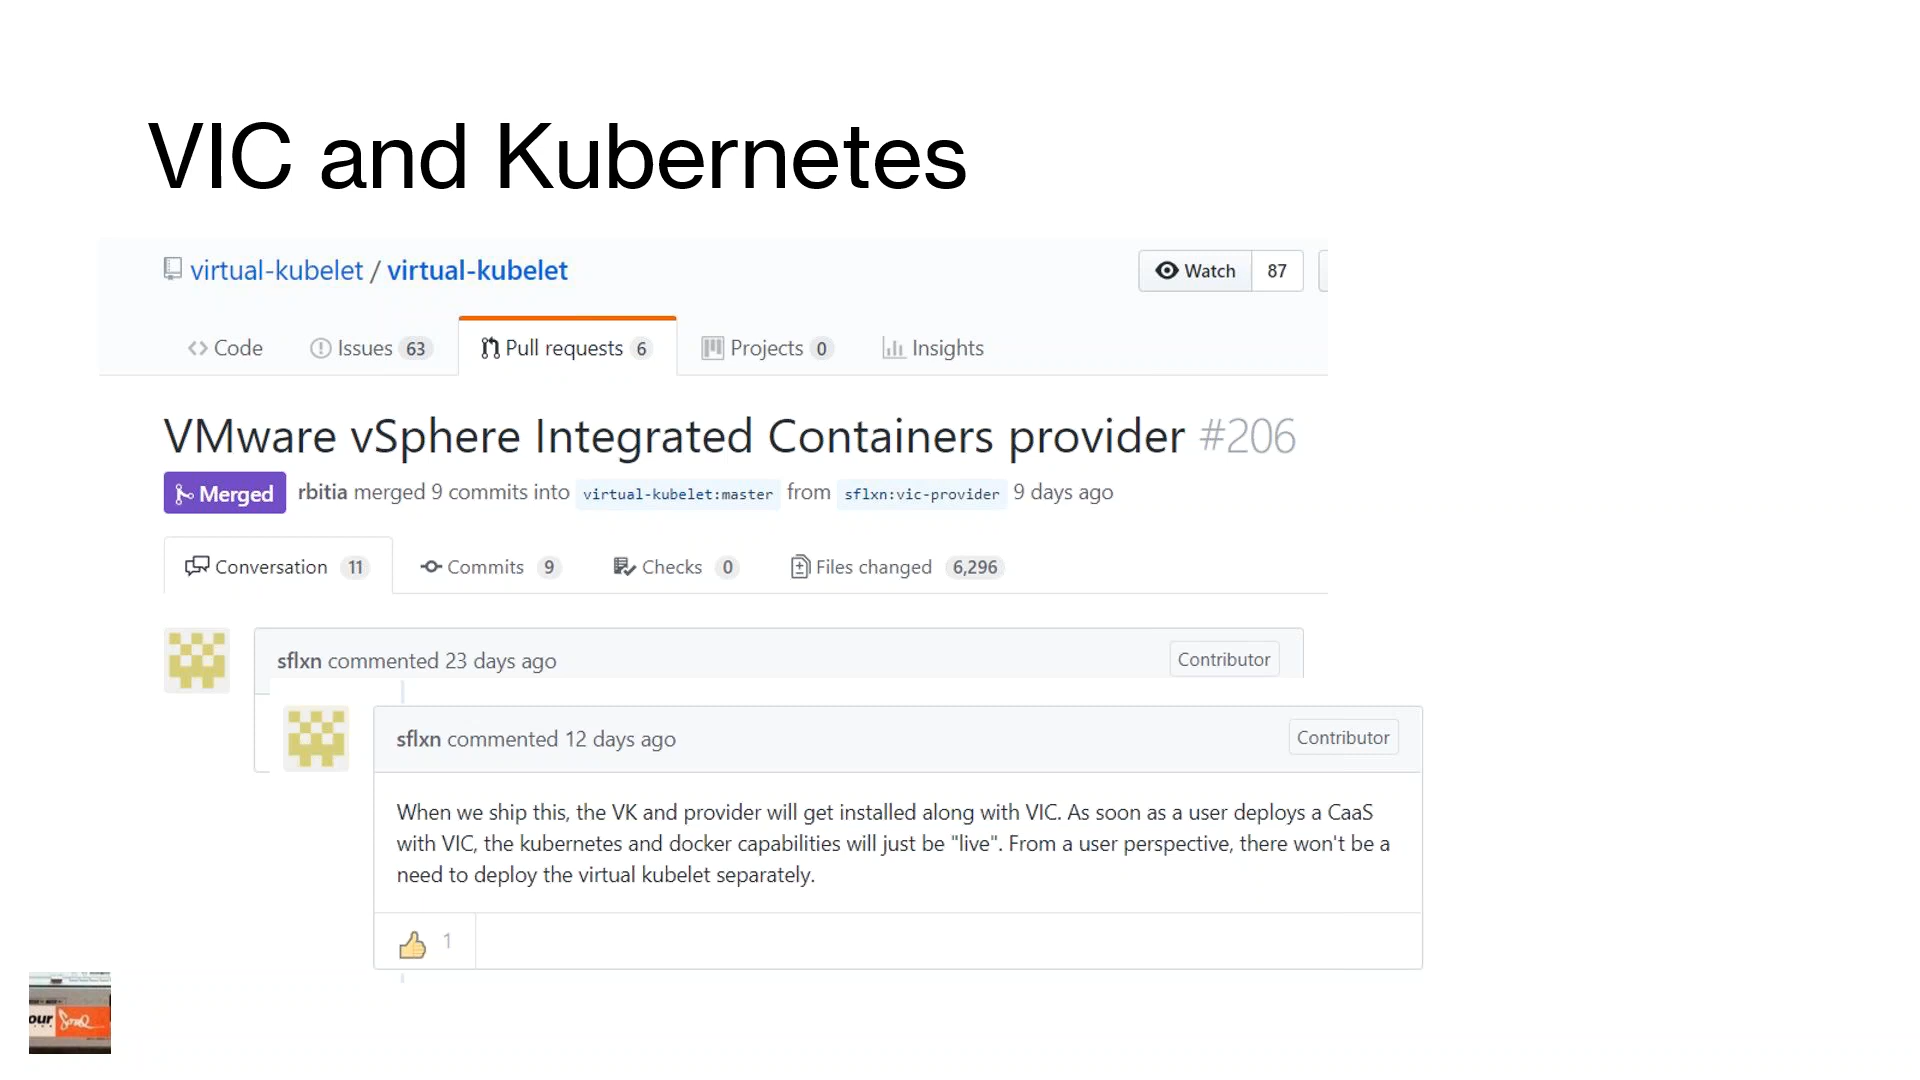 VIC and Kubernetes
virtual-kubelet / virtual-kubelet
Watch 87
Code Issues 63 Pull requests 6 Projects 0 Insights
VMware vSphere Integrated Containers provider #206
Merged rbitia merged 9 commits into virtual-kubelet:master from sflxn:vic-provider 9 days ago
Conversation 11 Commits 9 Checks 0 Files changed 6,296
sflxn commented 23 days ago Contributor
sflxn commented 12 days ago Contributor
When we ship this, the VK and provider will get installed along with VIC. As soon as a user deploys a CaaS
with VIC, the kubernetes and docker capabilities will just be "live". From a user perspective, there won't be a
need to deploy the virtual kubelet separately.
1
our